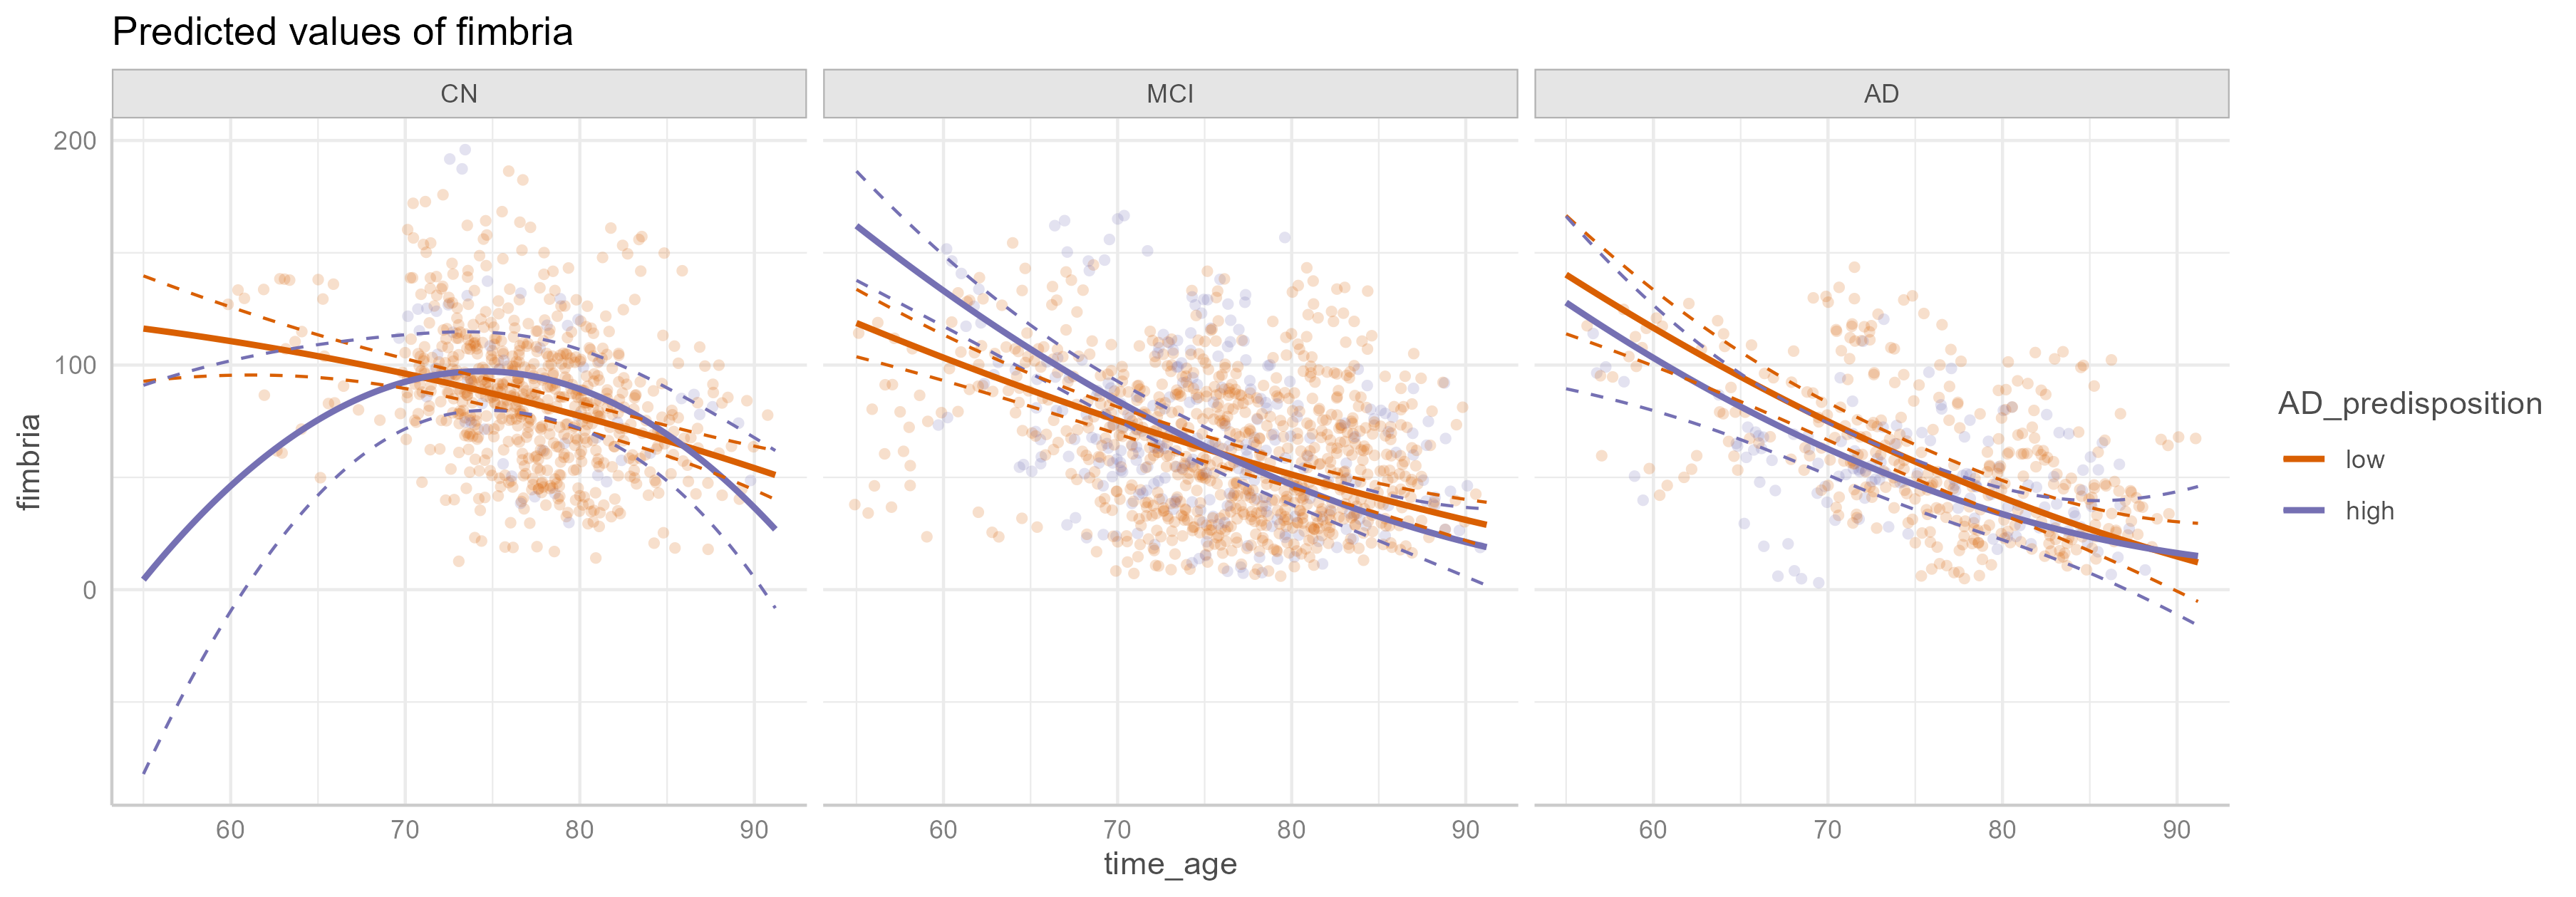 Predicted values of fimbria
CN
MCI
AD
200
100
0
fimbria
60 70 80 90
60 70 80 90
60 70 80 90
time_age
AD_predisposition
low
high